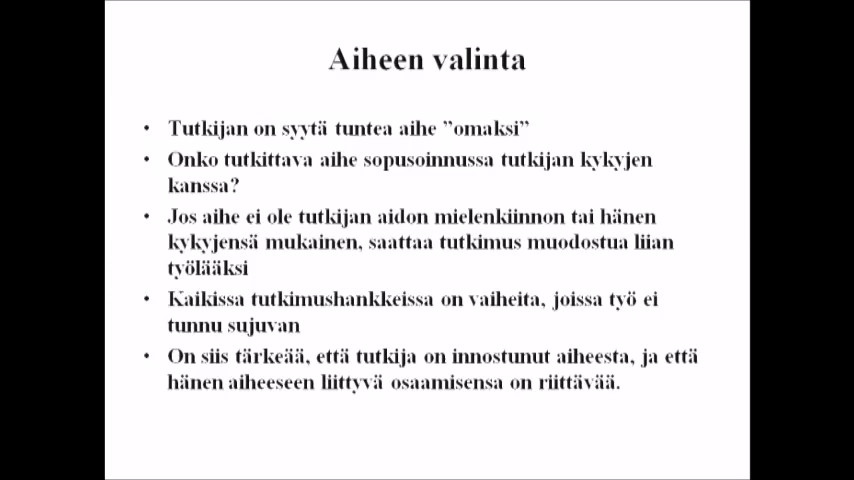 Aiheen valinta
• Tutkijan on syytä tuntea aihe ”omaksi”
• Onko tutkittava aihe sopusoinnussa tutkijan kykyjen
kanssa?
• Jos aihe ei ole tutkijan aidon mielenkiinnon tai hänen
kykyjensä mukainen, saattaa tutkimus muodostua liian
työlääksi
• Kaikissa tutkimushankkeissa on vaiheita, joissa työ ei
tunnu sujuvan
• On siis tärkeää, että tutkija on innostunut aiheesta, ja että
hänen aiheeseen liittyvä osaamisensa on riittävää.